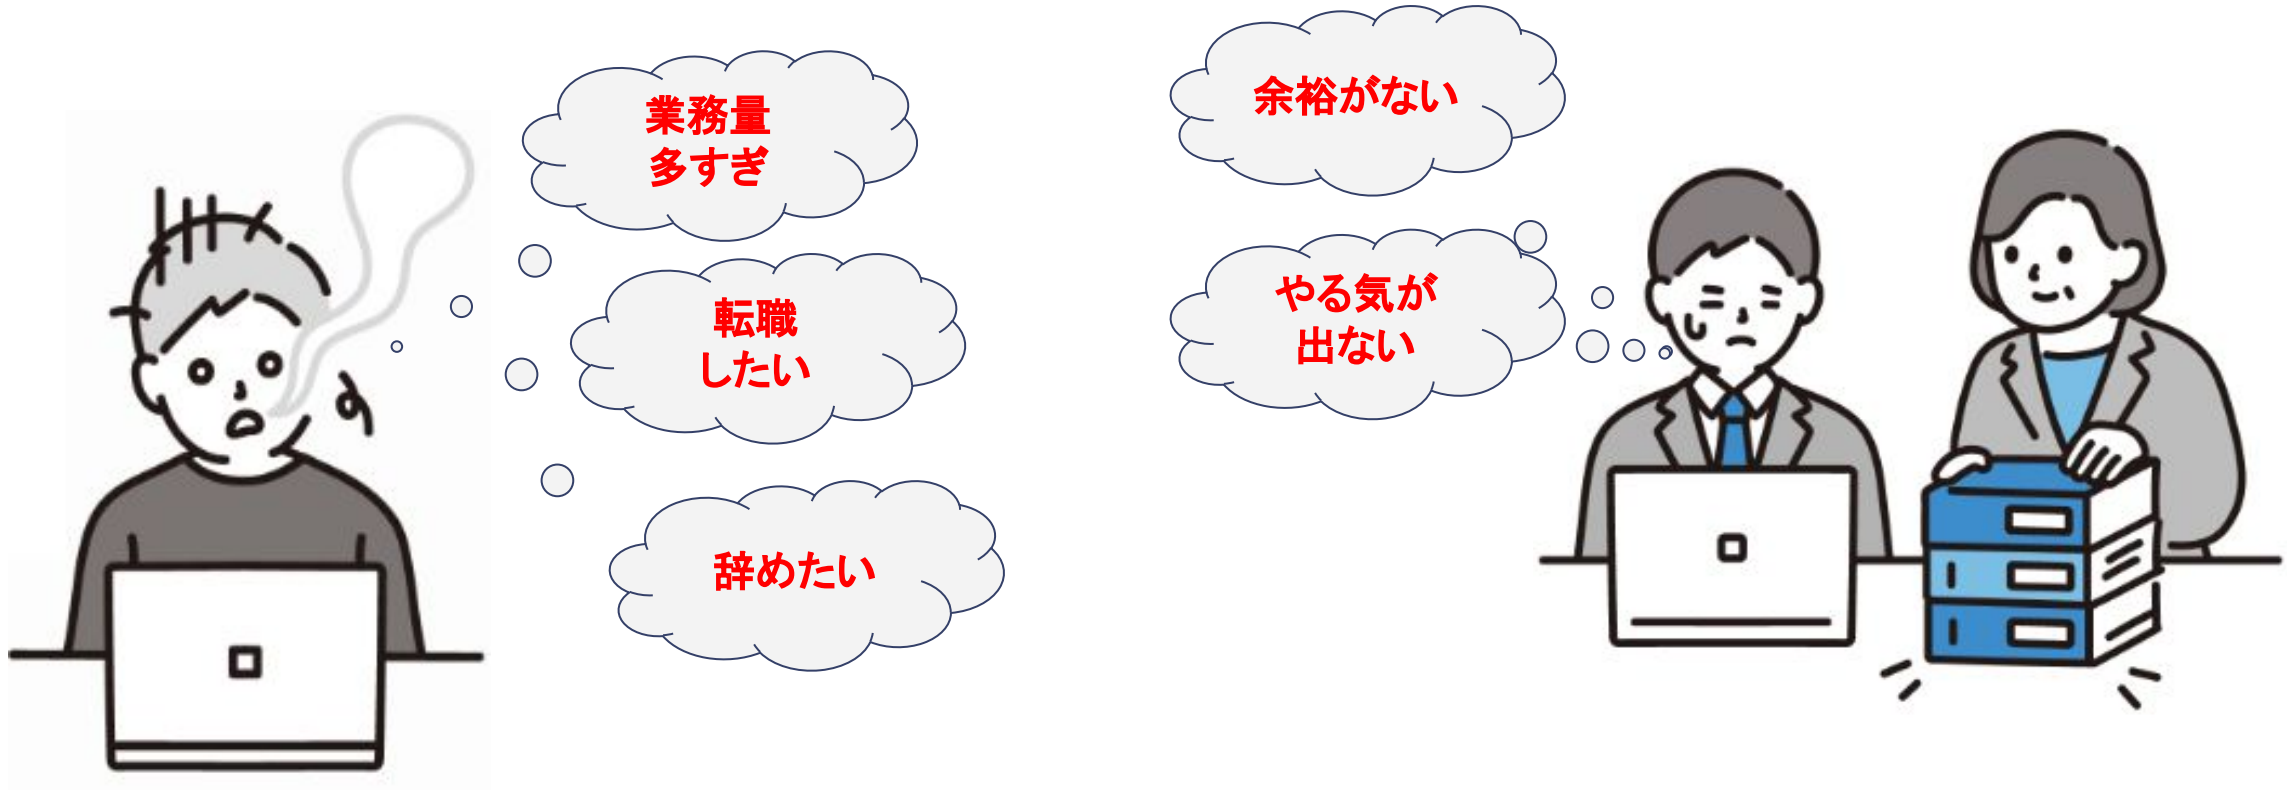 業務量
多すぎ
転職
したい
辞めたい
余裕がない
やる気が
出ない